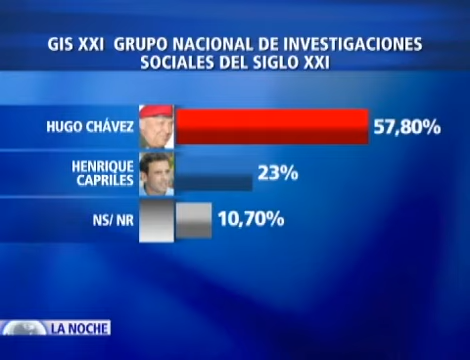 GIS XXI GRUPO NACIONAL DE INVESTIGACIONES
SOCIALES DEL SIGLO XXI
HUGO CHÁVEZ
57,80%
HENRIQUE
CAPRILES
23%
NS/ NR
10,70%
LA NOCHE